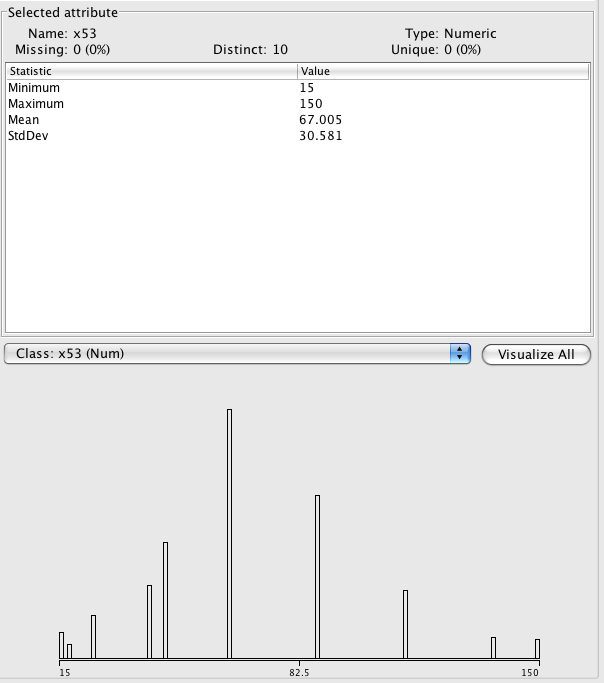 Selected attribute
Name: x53 Type: Numeric
Missing: 0 (0%) Distinct: 10 Unique: 0 (0%)
Statistic Value
Minimum 15
Maximum 150
Mean 67.005
StdDev 30.581
Class: x53 (Num) Visualize All
15 82.5 150